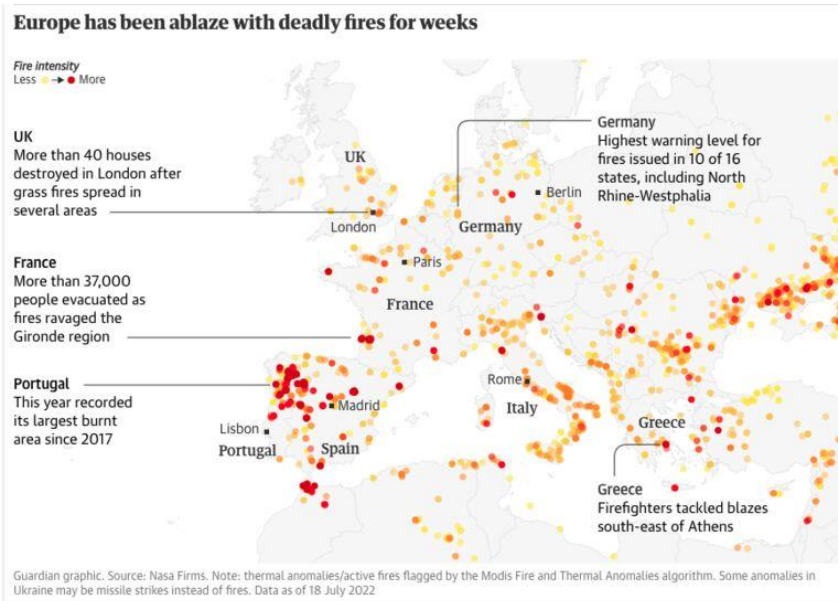 Europe has been ablaze with deadly fires for weeks
Fire intensity
Less → More
UK
More than 40 houses
destroyed in London after
grass fires spread in
several areas
France
More than 37,000
people evacuated as
fires ravaged the
Gironde region
Portugal
This year recorded
its largest burnt
area since 2017
Germany
Highest warning level for
fires issued in 10 of 16
states, including North
Rhine-Westphalia
UK
London
Berlin
Germany
Paris
France
Rome
Italy
Madrid
Lisbon
Portugal
Spain
Greece
Greece
Firefighters tackled blazes
south-east of Athens
Guardian graphic. Source: Nasa Firms. Note: thermal anomalies/active fires flagged by the Modis Fire and Thermal Anomalies algorithm. Some anomalies in
Ukraine may be missile strikes instead of fires. Data as of 18 July 2022